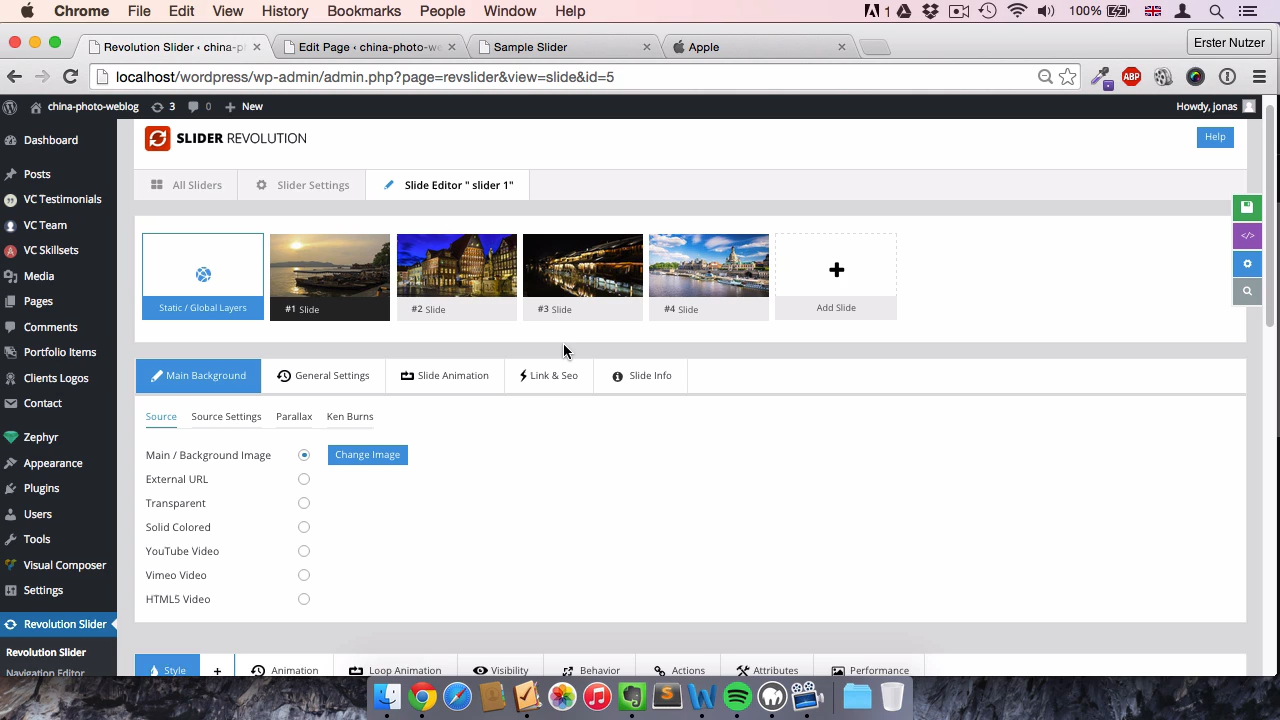 Chrome File Edit View History Bookmarks People Window Help 1 100%
Revolution Slider ‹ china-p Edit Page ‹ china-photo-we Sample Slider Apple Erster Nutzer
localhost/wordpress/wp-admin/admin.php?page=revslider&view=slide&id=5 ABP
china-photo-weblog 3 0 New Howdy, jonas
SLIDER REVOLUTION Help
Dashboard
Posts
VC Testimonials
VC Team
VC Skillsets
Media
Pages
Comments
Portfolio Items
Clients Logos
Contact
Zephyr
Appearance
Plugins
Users
Tools
Visual Composer
Settings
Revolution Slider
Revolution Slider
Navigation Editor
All Sliders Slider Settings Slide Editor " slider 1"
Static / Global Layers #1 Slide #2 Slide #3 Slide #4 Slide Add Slide
</>
Main Background General Settings Slide Animation Link & Seo Slide Info
Source Source Settings Parallax Ken Burns
Main / Background Image Change Image
External URL
Transparent
Solid Colored
YouTube Video
Vimeo Video
HTML5 Video
Style + Animation Loop Animation Visibility Behavior Actions Attributes Performance